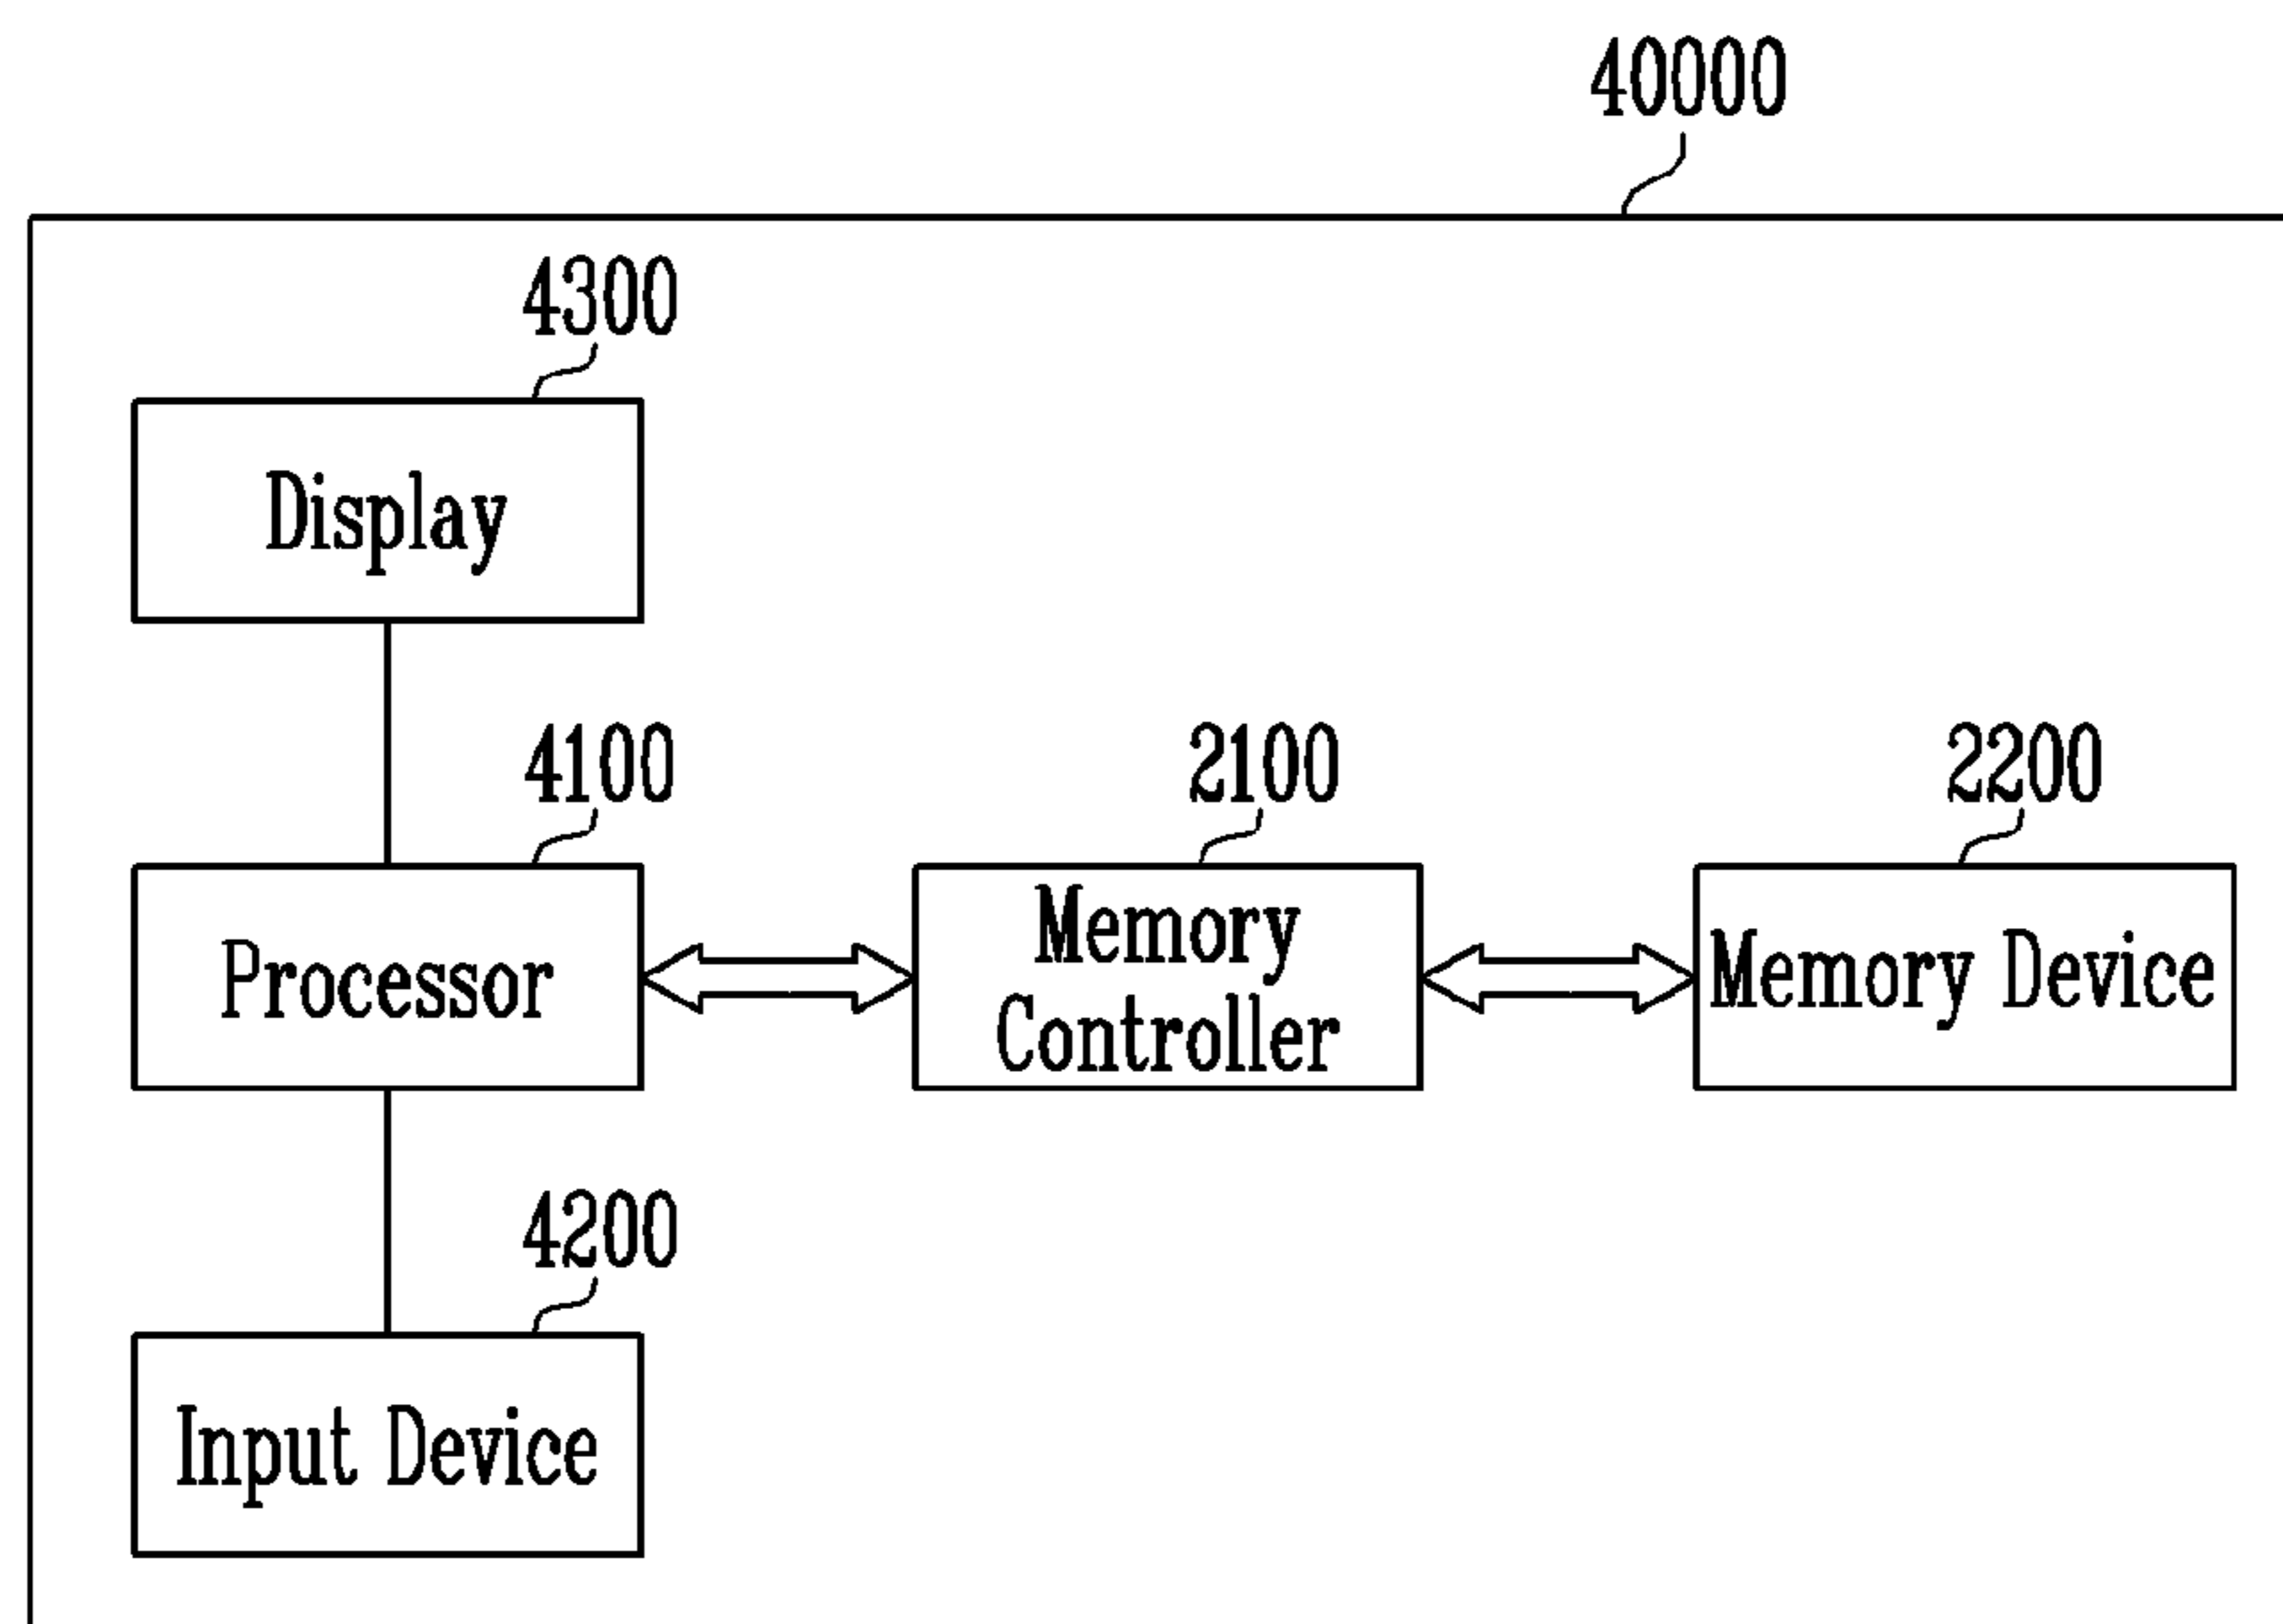 40000
4300
Display
4100
2100
2200
Processor
Memory
Controller
Memory Device
4200
Input Device